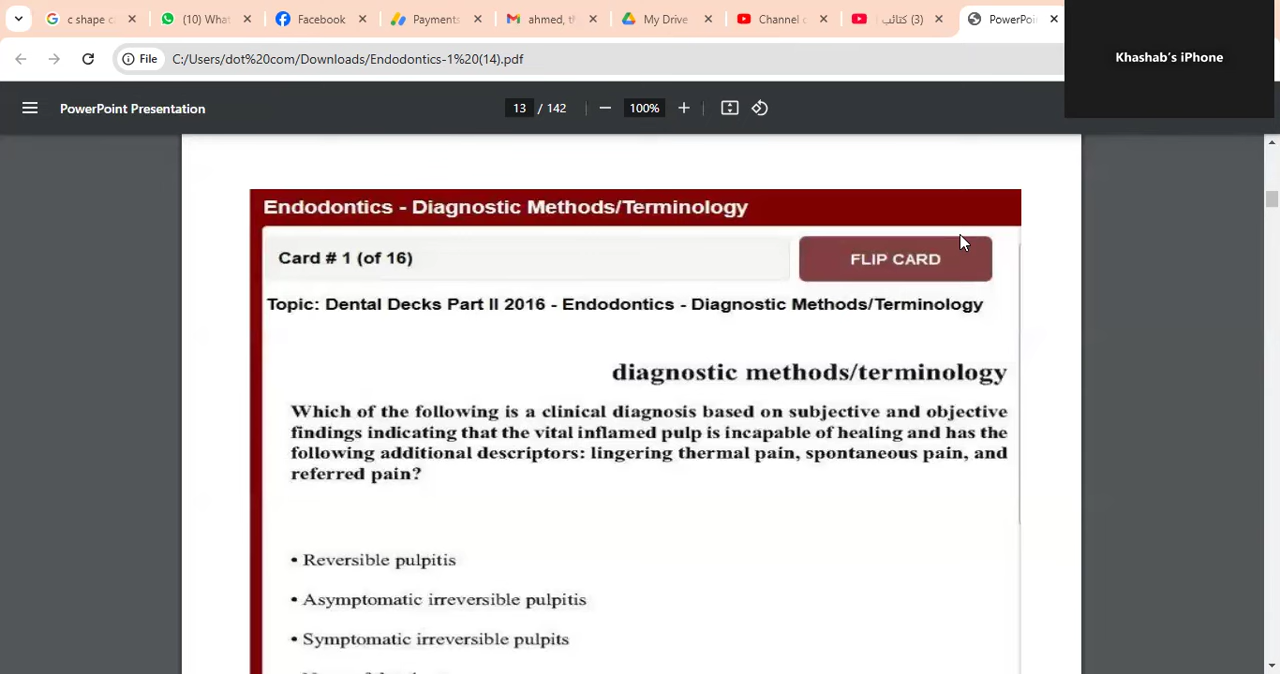 c shape c
(10) What
Facebook
Payments
ahmed, th
My Drive
Channel c
(3) كتائب
PowerPoi
File
C:/Users/dot%20com/Downloads/Endodontics-1%20(14).pdf
Khashab's iPhone
PowerPoint Presentation
13 / 142
100%
Endodontics - Diagnostic Methods/Terminology
Card # 1 (of 16)
FLIP CARD
Topic: Dental Decks Part II 2016 - Endodontics - Diagnostic Methods/Terminology
diagnostic methods/terminology
Which of the following is a clinical diagnosis based on subjective and objective
findings indicating that the vital inflamed pulp is incapable of healing and has the
following additional descriptors: lingering thermal pain, spontaneous pain, and
referred pain?
• Reversible pulpitis
• Asymptomatic irreversible pulpitis
• Symptomatic irreversible pulpits